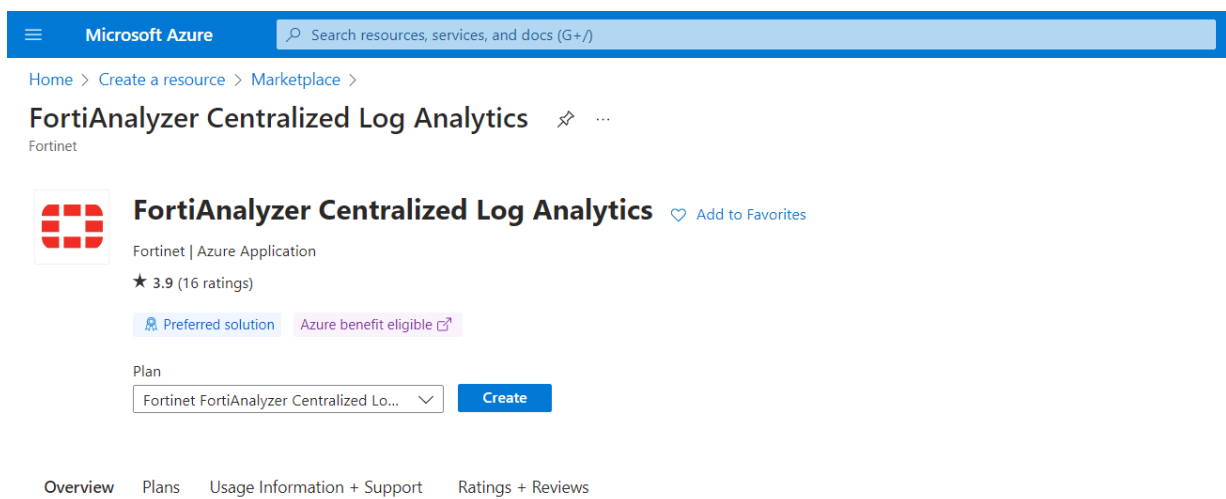 Microsoft Azure
Search resources, services, and docs (G+/)
Home > Create a resource > Marketplace >
FortiAnalyzer Centralized Log Analytics ...
Fortinet
FortiAnalyzer Centralized Log Analytics Add to Favorites
Fortinet | Azure Application
★ 3.9 (16 ratings)
Preferred solution Azure benefit eligible
Plan
Fortinet FortiAnalyzer Centralized Lo... Create
Overview Plans Usage Information + Support Ratings + Reviews